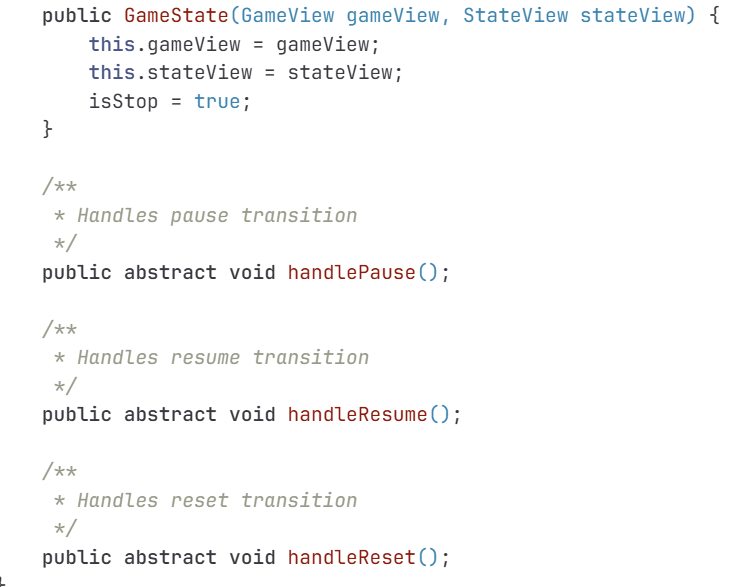 public GameState(GameView gameView, StateView stateView) {
    this.gameView = gameView;
    this.stateView = stateView;
    isStop = true;
}

/**
 * Handles pause transition
 */
public abstract void handlePause();

/**
 * Handles resume transition
 */
public abstract void handleResume();

/**
 * Handles reset transition
 */
public abstract void handleReset();
}